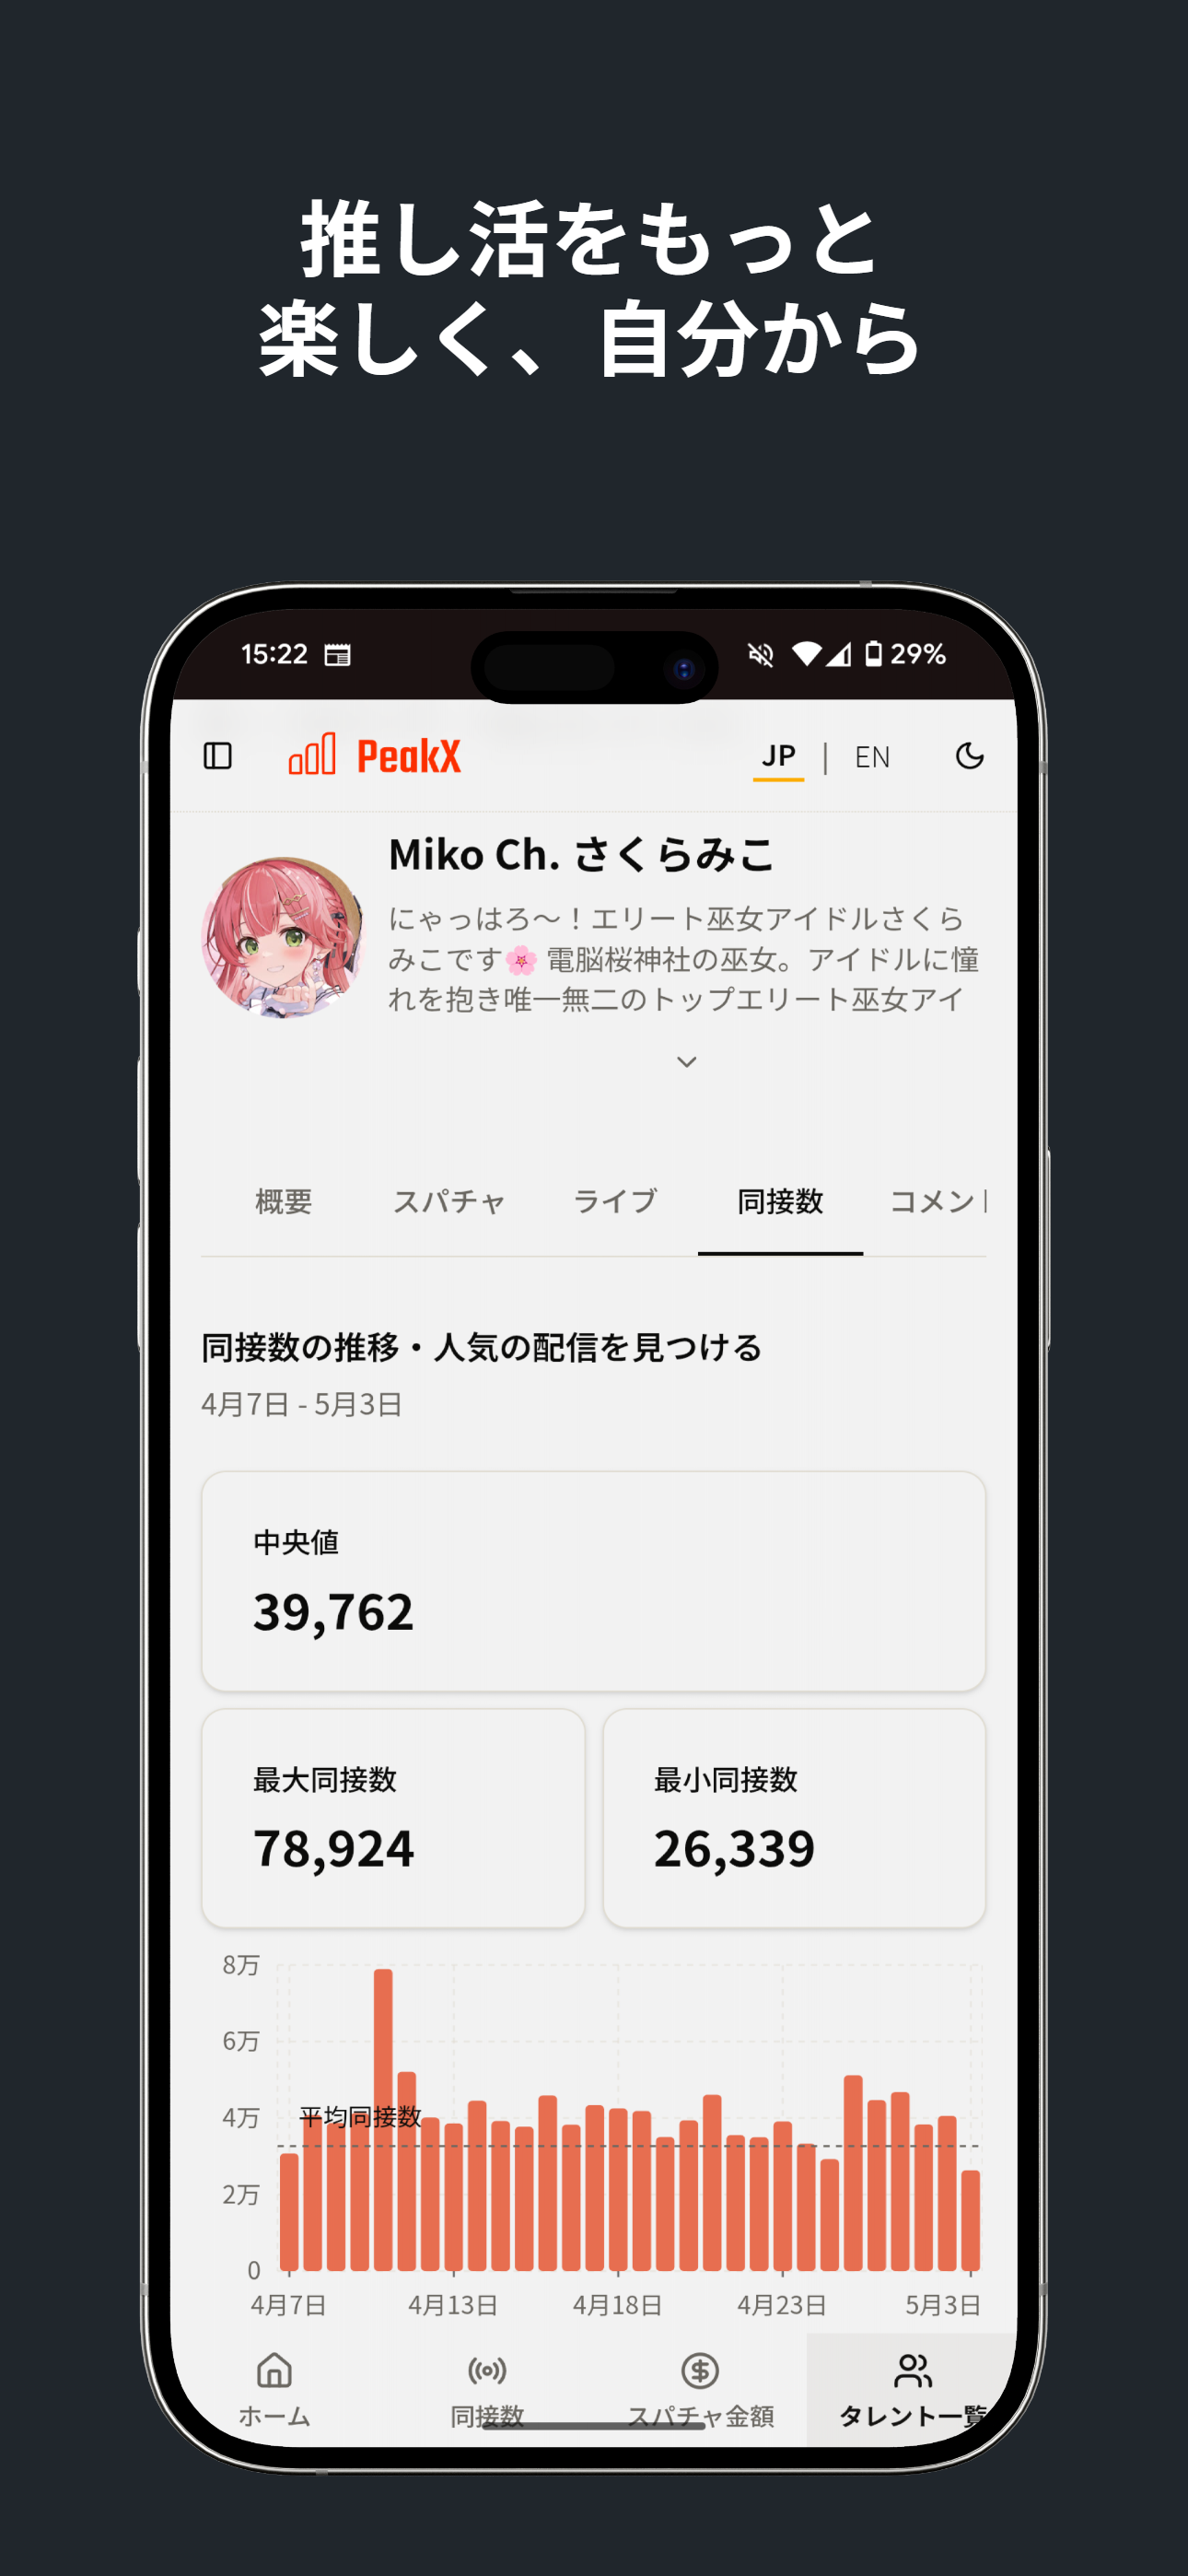 推し活をもっと
楽しく、自分から
15:22
29%
PeakX
JP | EN
Miko Ch. さくらみこ
にゃっはろ～！エリート巫女アイドルさくら
みこです🌸 電脳桜神社の巫女。アイドルに憧
れを抱き唯一無二のトップエリート巫女アイ
概要 スパチャ ライブ 同接数 コメン
同接数の推移・人気の配信を見つける
4月7日 - 5月3日
中央値
39,762
最大同接数
78,924
最小同接数
26,339
8万
6万
4万
平均同接数
2万
0
4月7日 4月13日 4月18日 4月23日 5月3日
ホーム 同接数 スパチャ金額 タレント一覧